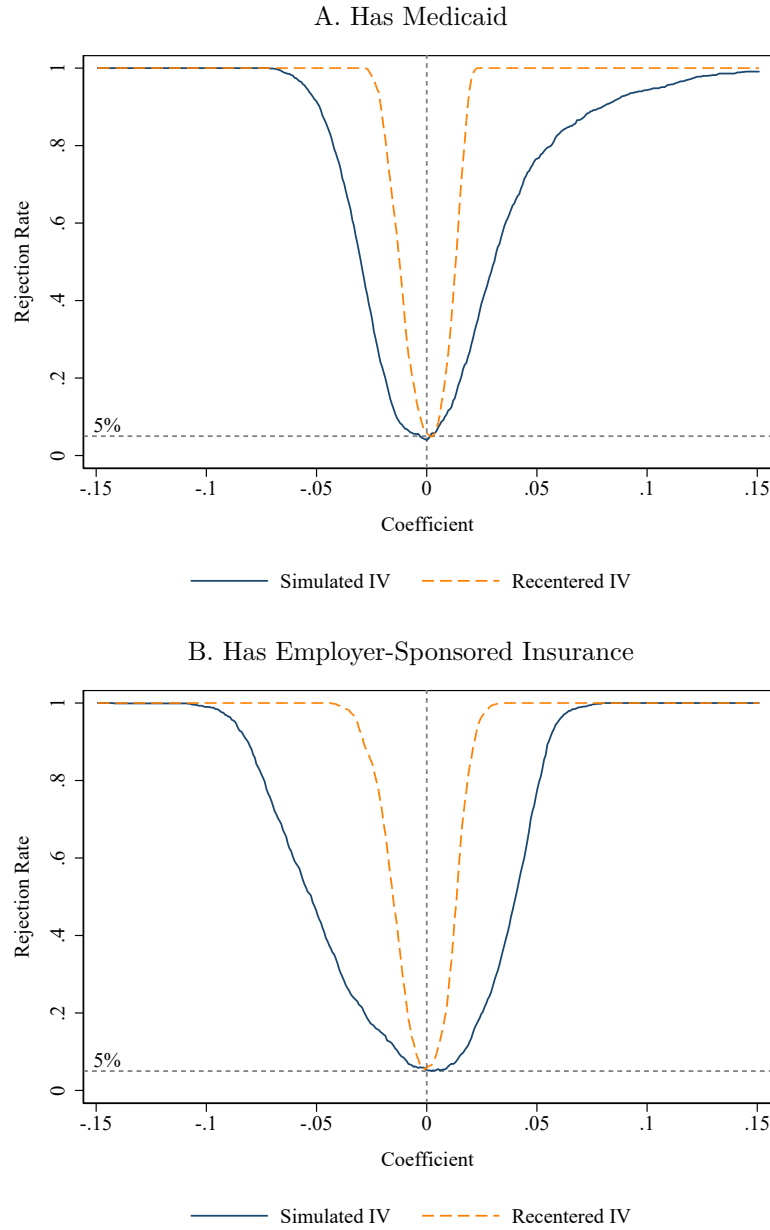 A. Has Medicaid
1
.8
.6
.4
.2
0
Rejection Rate
5%
-.15 -.1 -.05 0 .05 .1 .15
Coefficient
Simulated IV Recentered IV
B. Has Employer-Sponsored Insurance
1
.8
.6
.4
.2
0
Rejection Rate
5%
-.15 -.1 -.05 0 .05 .1 .15
Coefficient
Simulated IV Recentered IV